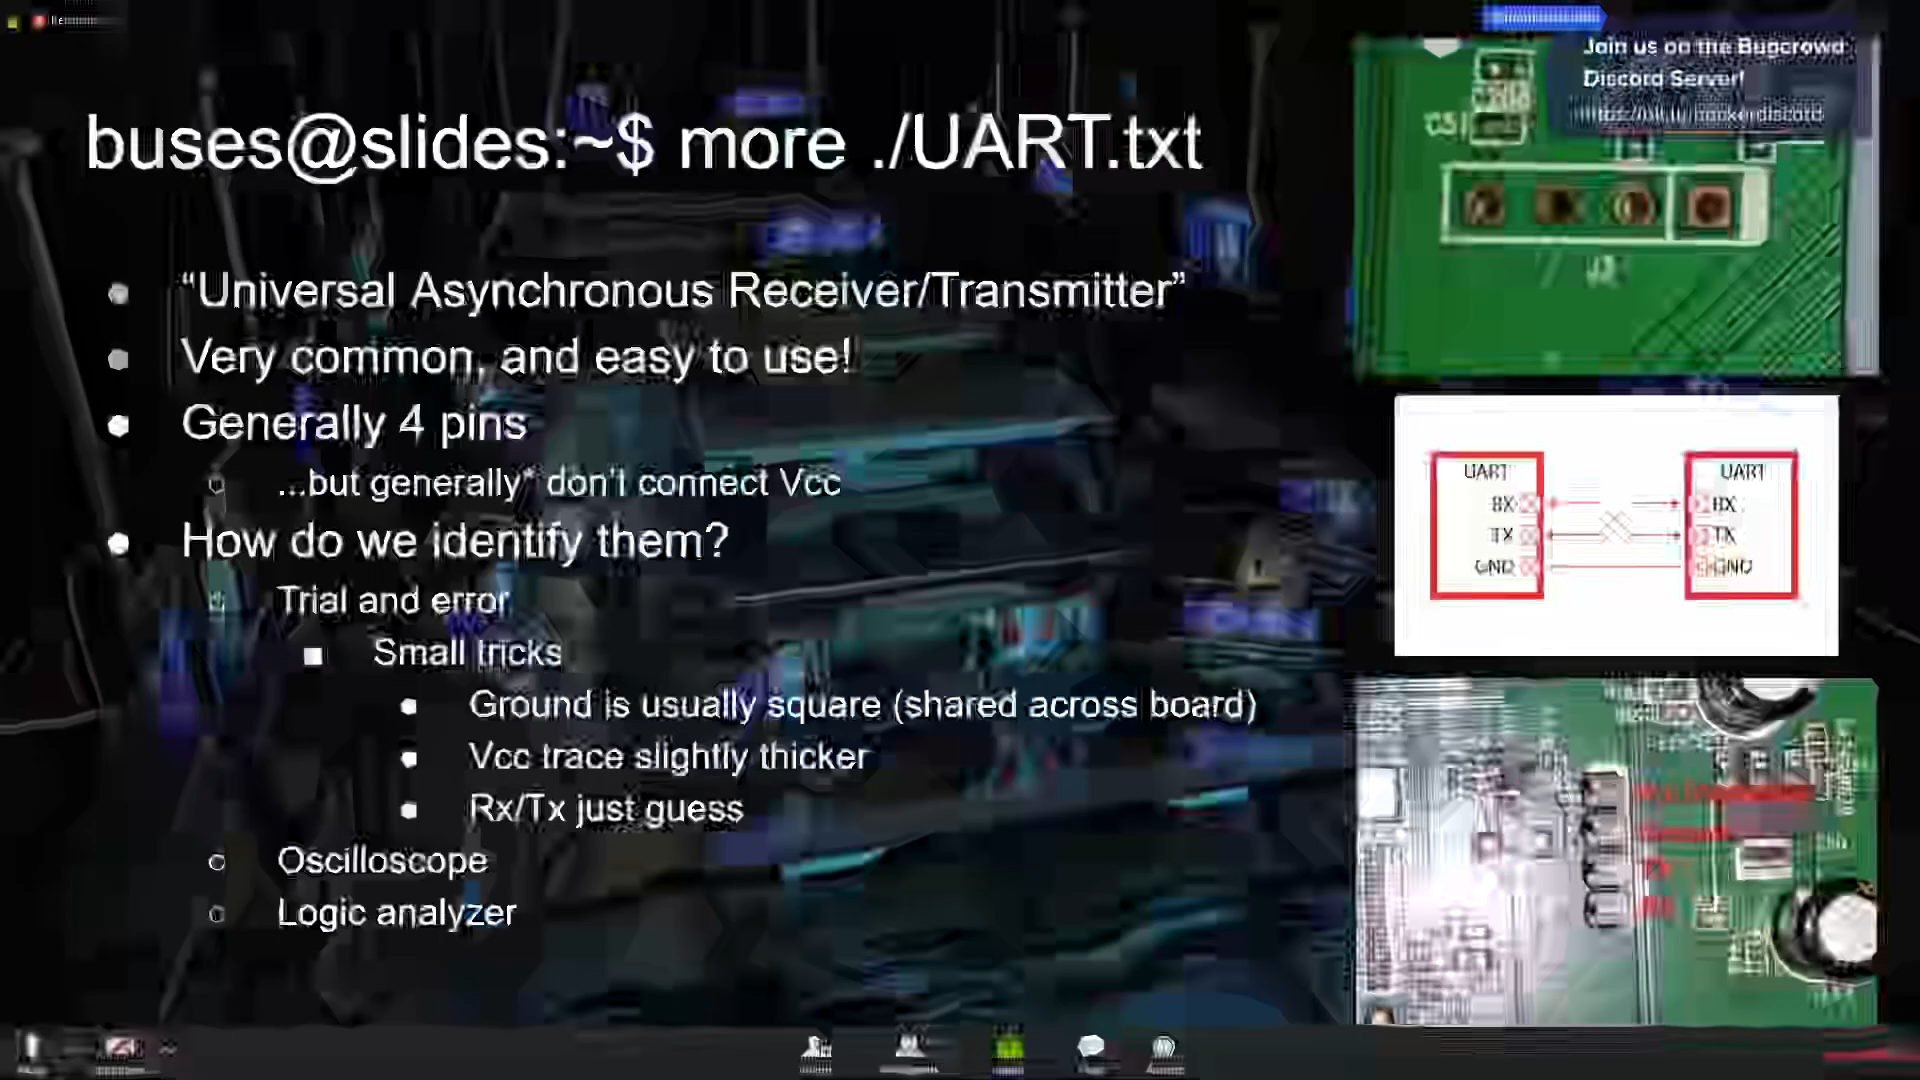 buses@slides:~$ more ./UART.txt
“Universal Asynchronous Receiver/Transmitter”
Very common, and easy to use!
Generally 4 pins
...but generally* don't connect Vcc
How do we identify them?
Trial and error
Small tricks
Ground is usually square (shared across board)
Vcc trace slightly thicker
Rx/Tx just guess
Oscilloscope
Logic analyzer
Join us on the Bugcrowd
Discord Server!
J3
UART
RX
TX
GND
UART
RX
TX
GND